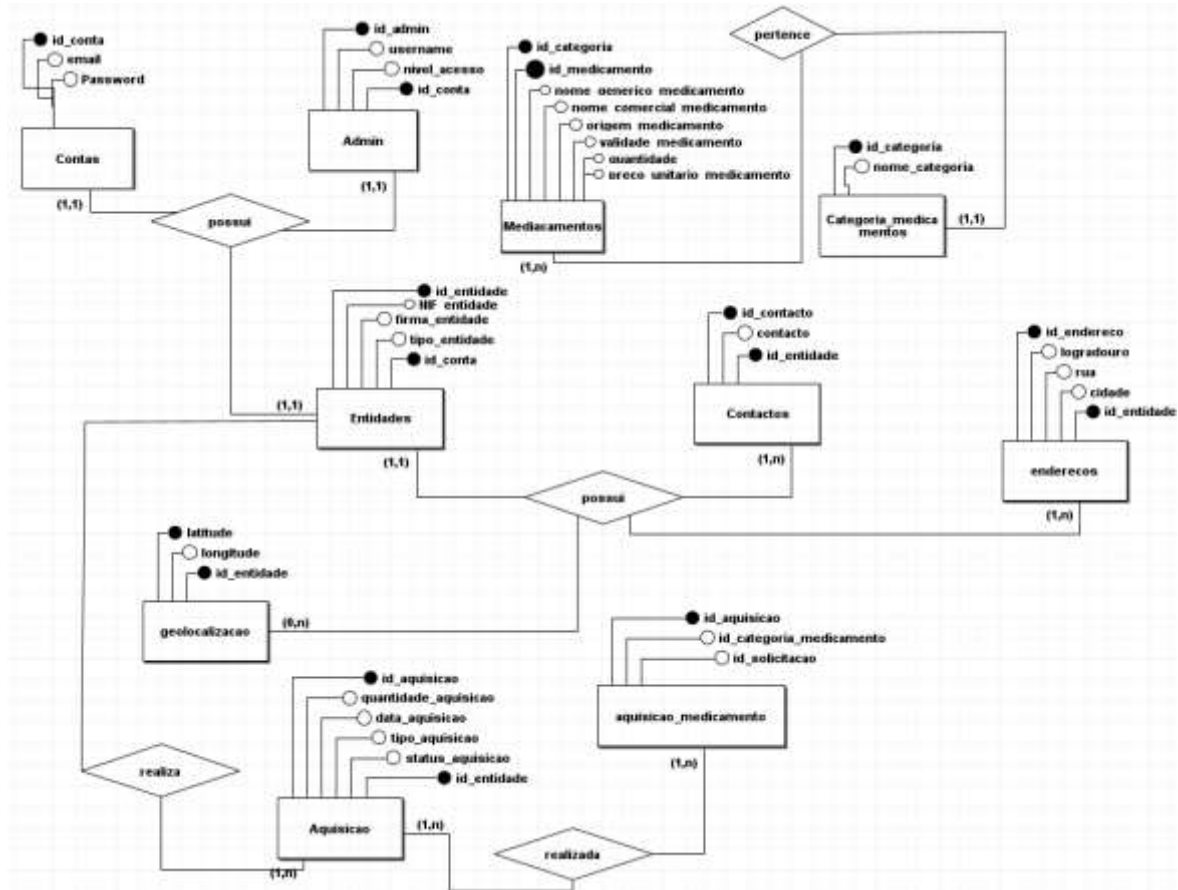 id_conta
email
Password
Contas
(1,1)
id_admin
username
nivel_acesso
id_conta
Admin
(1,1)
possui
id_categoria
id_medicamento
nome generico medicamento
nome comercial medicamento
origem medicamento
validade medicamento
quantidade
preco unitario medicamento
Mediacamentos
(1,n)
pertence
id_categoria
nome_categoria
Categoria_medica
mentos
(1,1)
id_entidade
NIF entidade
firma_entidade
tipo_entidade
id_conta
(1,1)
Entidades
(1,1)
id_contacto
contacto
id_entidade
Contactos
(1,n)
id_endereco
logradouro
rua
cidade
id_entidade
enderecos
(1,n)
possui
latitude
longitude
id_entidade
geolocalizacao
(0,n)
id_aquisicao
id_categoria_medicamento
id_solicitacao
aquisicao_medicamento
(1,n)
id_aquisicao
quantidade_aquisicao
data_aquisicao
tipo_aquisicao
status_aquisicao
id_entidade
realiza
Aquisicao
(1,n)
(1,n)
realizada